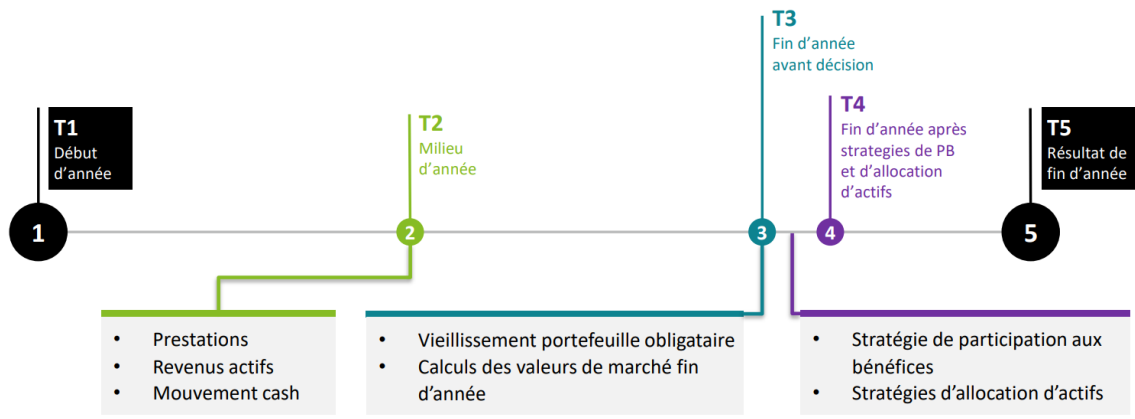 T3
Fin d'année
avant décision
T1
Début
d'année
T2
Milieu
d'année
T4
Fin d'année après
strategies de PB
et d'allocation
d'actifs
T5
Résultat de
fin d'année
1
2
3
4
5
• Prestations
• Revenus actifs
• Mouvement cash
• Vieillissement portefeuille obligataire
• Calculs des valeurs de marché fin
d'année
• Stratégie de participation aux
bénéfices
• Stratégies d'allocation d'actifs